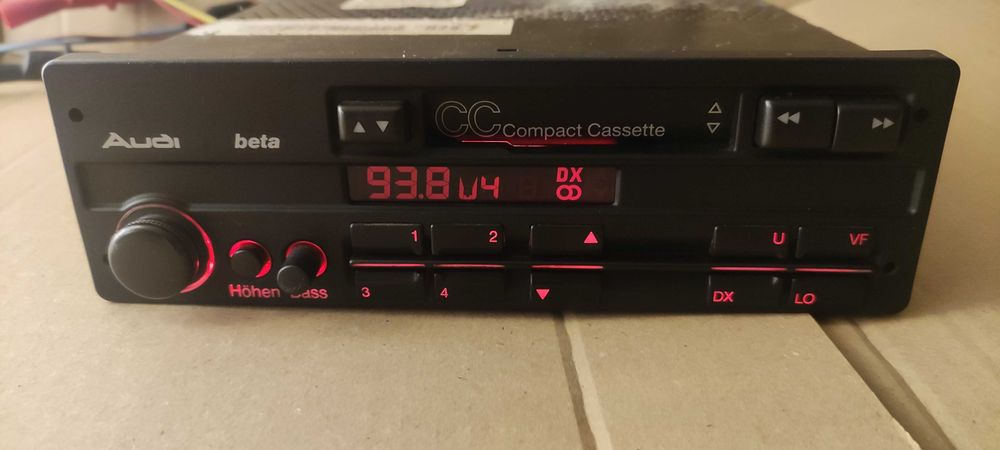 Audi beta
CC Compact Cassette
93.8 U4 DX
1 2 U VF
Höhen Bass
3 4 DX LO